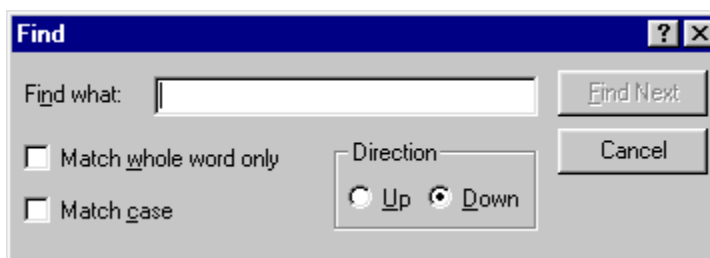 Find
Find what:
Find Next
Match whole word only
Direction
Cancel
Match case
Up
Down